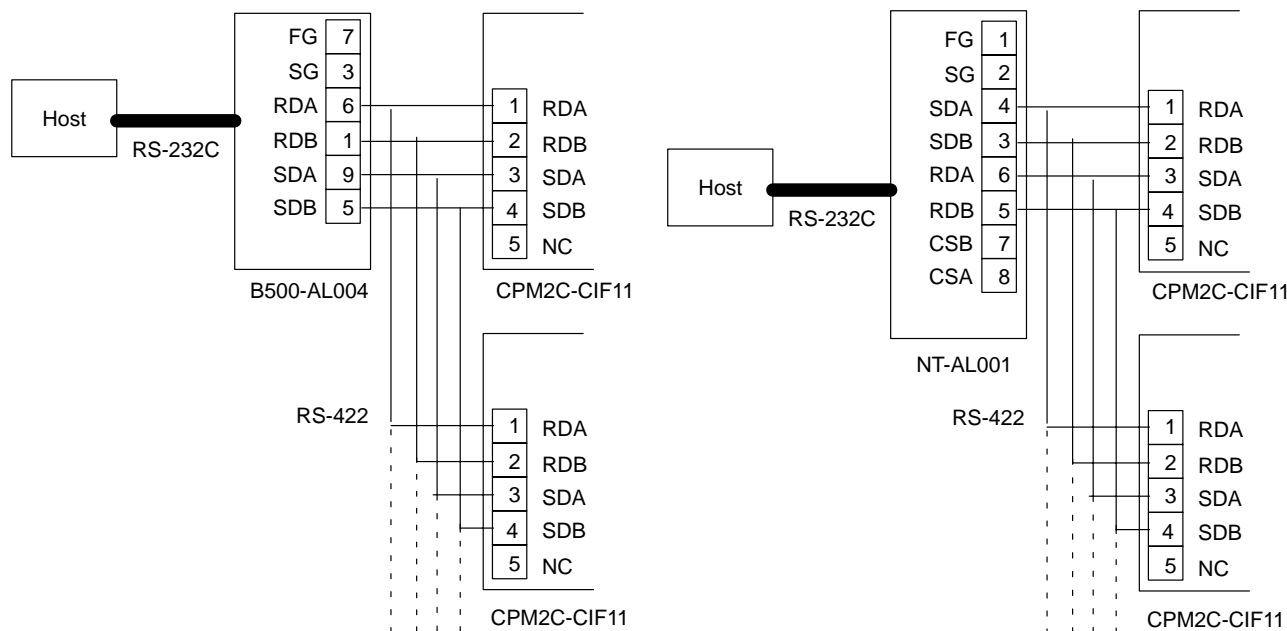 FG 7
SG 3
RDA 6
RDB 1
SDA 9
SDB 5
Host
RS-232C
B500-AL004
1 RDA
2 RDB
3 SDA
4 SDB
5 NC
CPM2C-CIF11
RS-422
1 RDA
2 RDB
3 SDA
4 SDB
5 NC
CPM2C-CIF11
FG 1
SG 2
SDA 4
SDB 3
RDA 6
RDB 5
CSB 7
CSA 8
Host
RS-232C
NT-AL001
1 RDA
2 RDB
3 SDA
4 SDB
5 NC
CPM2C-CIF11
RS-422
1 RDA
2 RDB
3 SDA
4 SDB
5 NC
CPM2C-CIF11